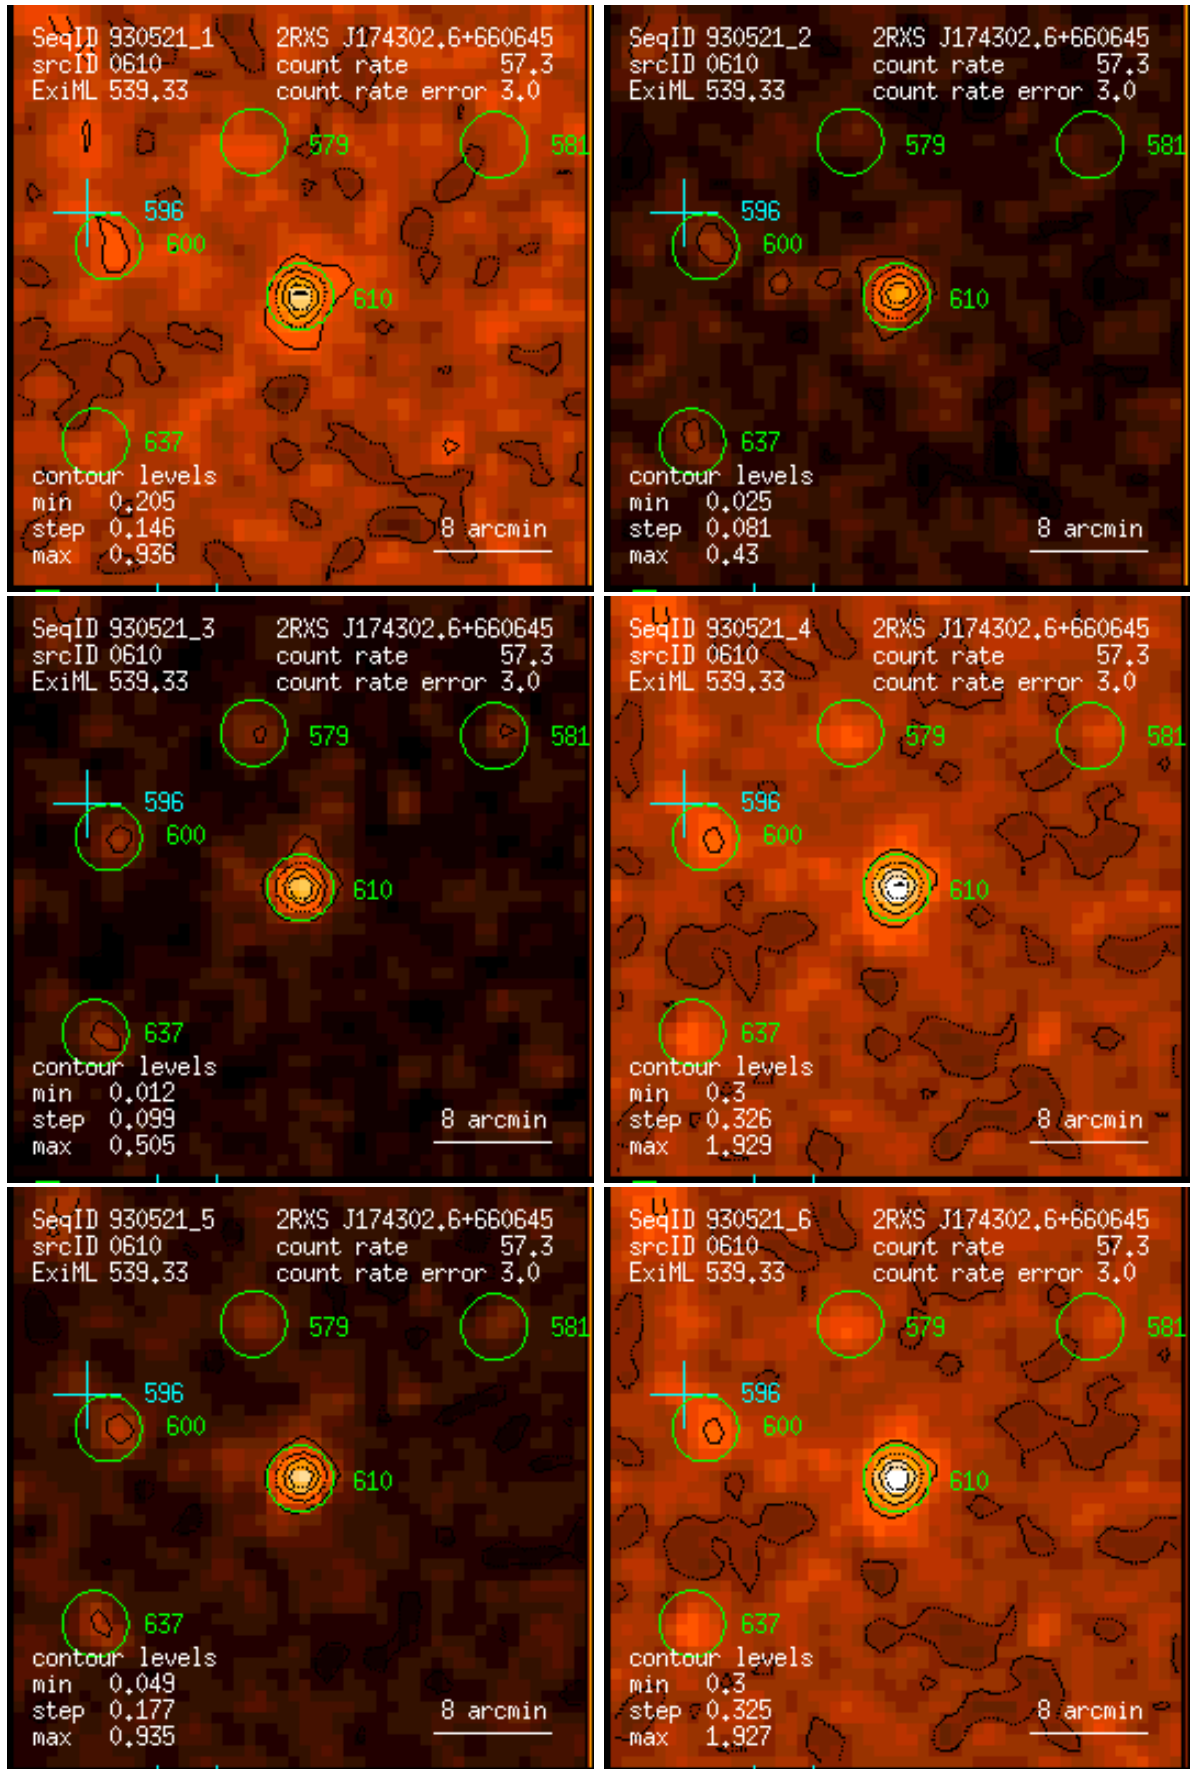 SeqID 930521_1 2RXS J174302.6+660645
srcID 0610 count rate 57.3
ExiML 539.33 count rate error 3.0
579
581
596
600
610
637
contour levels
min 0.205
step 0.146
max 0.936
8 arcmin
SeqID 930521_2 2RXS J174302.6+660645
srcID 0610 count rate 57.3
ExiML 539.33 count rate error 3.0
579
581
596
600
610
637
contour levels
min 0.025
step 0.081
max 0.43
8 arcmin
SeqID 930521_3 2RXS J174302.6+660645
srcID 0610 count rate 57.3
ExiML 539.33 count rate error 3.0
579
581
596
600
610
637
contour levels
min 0.012
step 0.099
max 0.505
8 arcmin
SeqID 930521_4 2RXS J174302.6+660645
srcID 0610 count rate 57.3
ExiML 539.33 count rate error 3.0
579
581
596
600
610
637
contour levels
min 0.3
step 0.326
max 1.929
8 arcmin
SeqID 930521_5 2RXS J174302.6+660645
srcID 0610 count rate 57.3
ExiML 539.33 count rate error 3.0
579
581
596
600
610
637
contour levels
min 0.049
step 0.177
max 0.935
8 arcmin
SeqID 930521_6 2RXS J174302.6+660645
srcID 0610 count rate 57.3
ExiML 539.33 count rate error 3.0
579
581
596
600
610
637
contour levels
min 0.3
step 0.325
max 1.927
8 arcmin